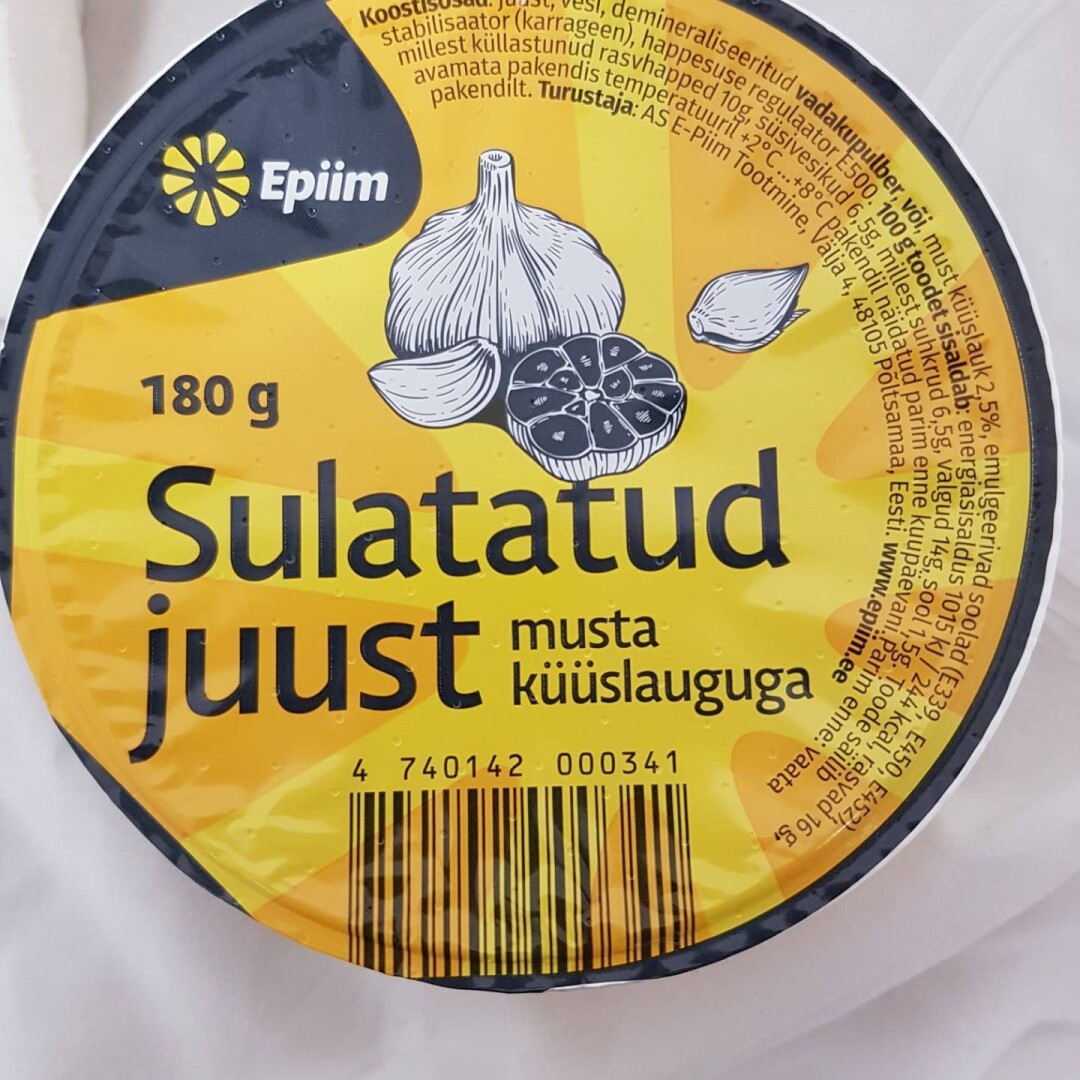 Koostisosad: juust, vesi, demineraliseeritud vadakupulber, või, must küüslauk 2,5%, emulgeerivad soolad (E339, E450, E452),
stabilisaator (karrageen), happesuse regulaator E500. 100 g toodet sisaldab: energiasisaldus 1015 kJ / 244 kcal, rasvad 16 g,
millest küllastunud rasvhapped 10g, süsivesikud 6,5g, millest suhkrud 6,5g, valgud 14g, sool 1,5g. Toode säilib
avamata pakendis temperatuuril +2°C ...+8°C pakendil näidatud parim enne kuupäevani. Parim enne: vaata
pakendilt. Turustaja: AS E-Piim Tootmine, Välja 4, 48105 Põltsamaa, Eesti. www.epiim.ee
Epiim
180 g
Sulatatud
juust
musta
küüslauguga
4 740142 000341